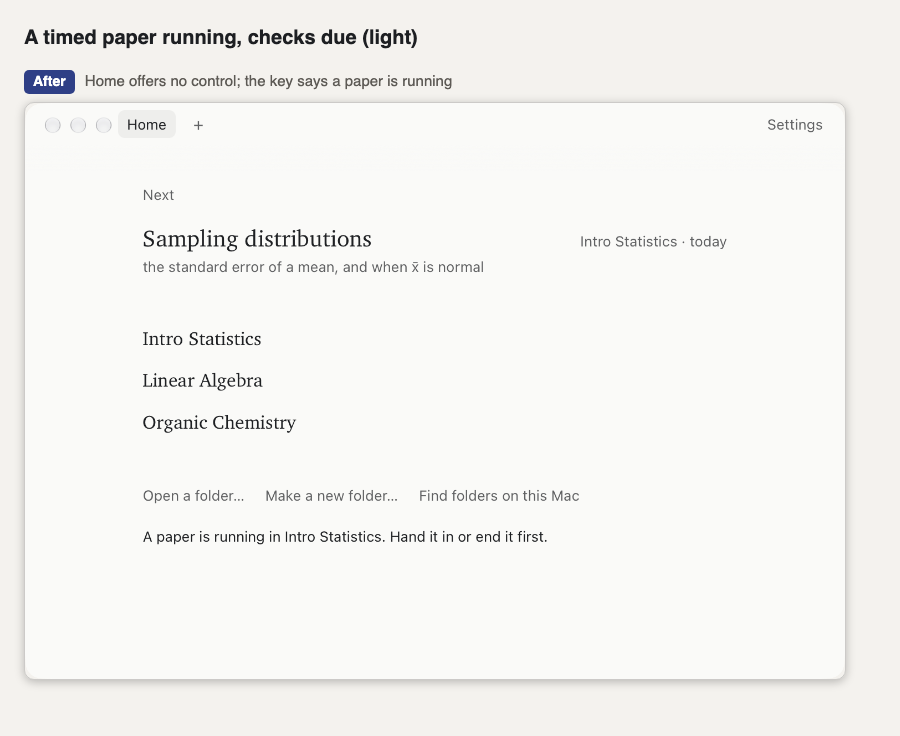 A timed paper running, checks due (light)
After Home offers no control; the key says a paper is running
Home + Settings
Next
Sampling distributions Intro Statistics · today
the standard error of a mean, and when x̄ is normal
Intro Statistics
Linear Algebra
Organic Chemistry
Open a folder... Make a new folder... Find folders on this Mac
A paper is running in Intro Statistics. Hand it in or end it first.